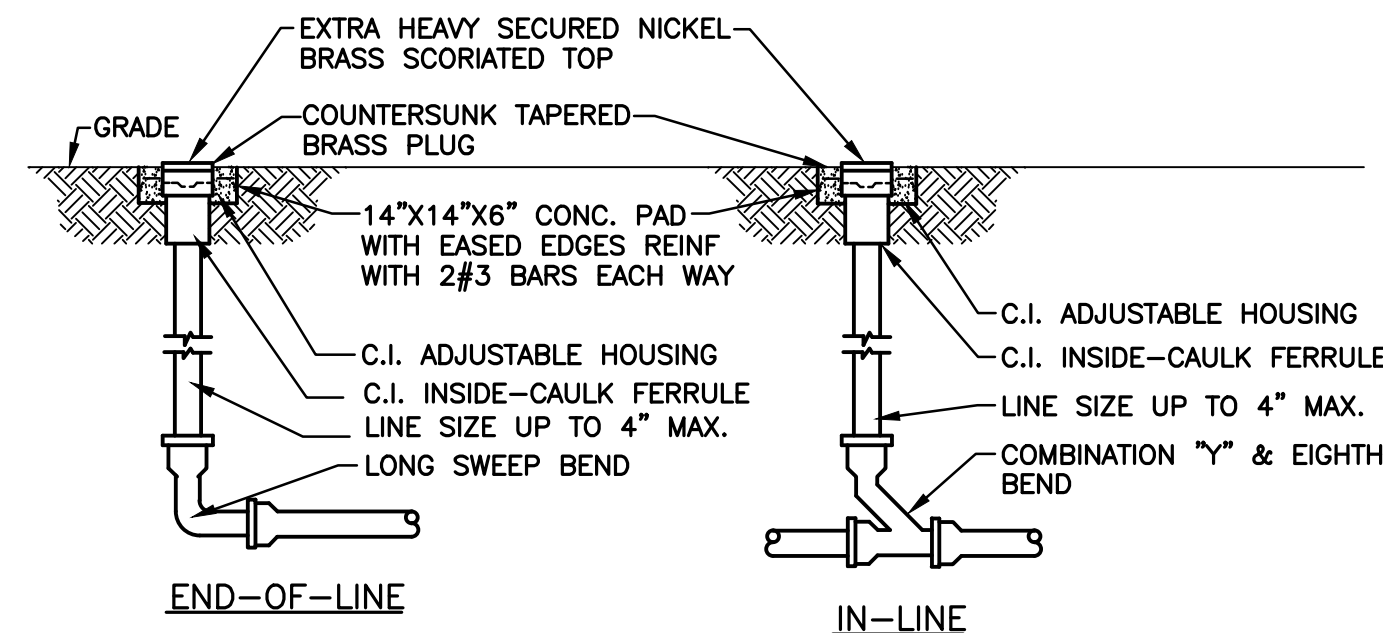 EXTRA HEAVY SECURED NICKEL
BRASS SCORIATED TOP
GRADE
COUNTERSUNK TAPERED
BRASS PLUG
14"X14"X6" CONC. PAD
WITH EASED EDGES REINF
WITH 2#3 BARS EACH WAY
C.I. ADJUSTABLE HOUSING
C.I. INSIDE-CAULK FERRULE
LINE SIZE UP TO 4" MAX.
LONG SWEEP BEND
END-OF-LINE
C.I. ADJUSTABLE HOUSING
C.I. INSIDE-CAULK FERRULE
LINE SIZE UP TO 4" MAX.
COMBINATION "Y" & EIGHTH
BEND
IN-LINE